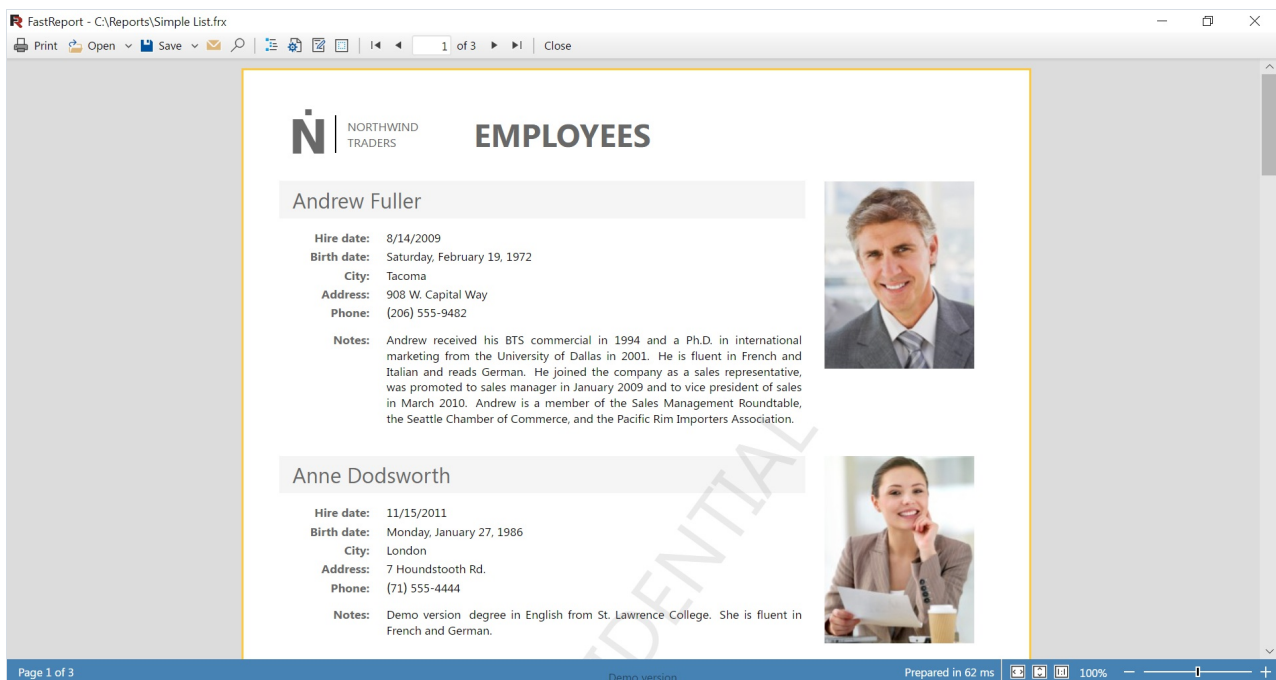 FastReport - C:\Reports\Simple List.frx
Print Open Save 1 of 3 Close
NORTHWIND
TRADERS
EMPLOYEES
Andrew Fuller
Hire date: 8/14/2009
Birth date: Saturday, February 19, 1972
City: Tacoma
Address: 908 W. Capital Way
Phone: (206) 555-9482
Notes: Andrew received his BTS commercial in 1994 and a Ph.D. in international
marketing from the University of Dallas in 2001. He is fluent in French and
Italian and reads German. He joined the company as a sales representative,
was promoted to sales manager in January 2009 and to vice president of sales
in March 2010. Andrew is a member of the Sales Management Roundtable,
the Seattle Chamber of Commerce, and the Pacific Rim Importers Association.
Anne Dodsworth
Hire date: 11/15/2011
Birth date: Monday, January 27, 1986
City: London
Address: 7 Houndstooth Rd.
Phone: (71) 555-4444
Notes: Demo version degree in English from St. Lawrence College. She is fluent in
French and German.
IDENTIAL
Demo version
Page 1 of 3
Prepared in 62 ms 1:1 100%